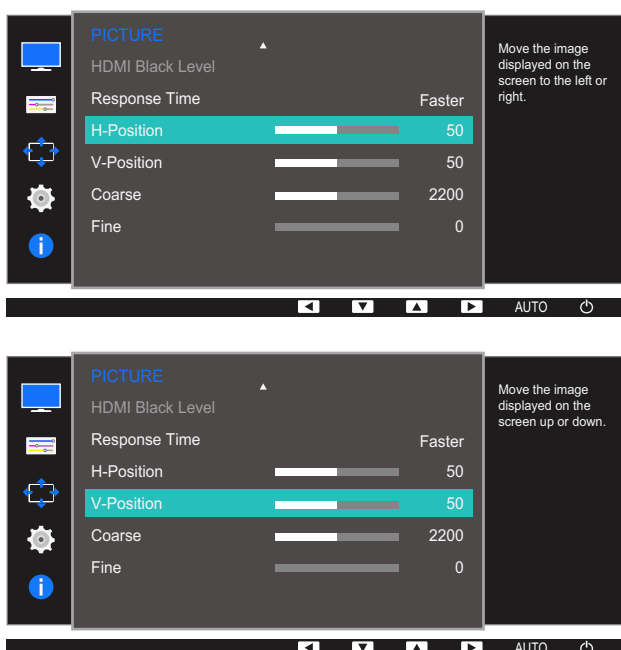 PICTURE
HDMI Black Level
Response Time Faster
H-Position 50
V-Position 50
Coarse 2200
Fine 0
Move the image
displayed on the
screen to the left or
right.
AUTO
PICTURE
HDMI Black Level
Response Time Faster
H-Position 50
V-Position 50
Coarse 2200
Fine 0
Move the image
displayed on the
screen up or down.
AUTO